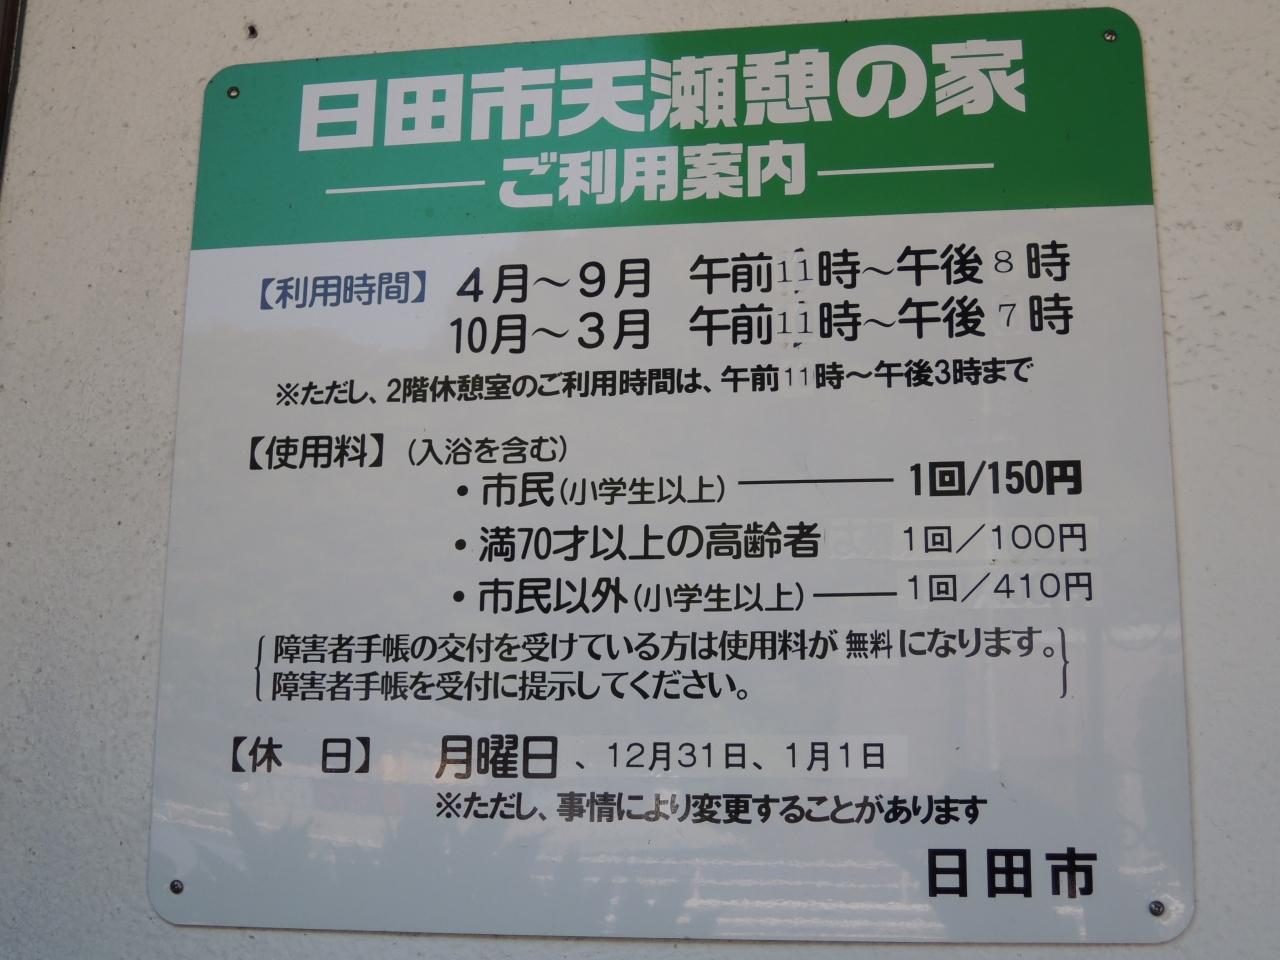 日田市天瀬憩の家
ご利用案内
【利用時間】 4月～9月 午前11時～午後8時
10月～3月 午前11時～午後7時
※ただし、2階休憩室のご利用時間は、午前11時～午後3時まで
【使用料】(入浴を含む)
・市民(小学生以上) 1回/150円
・満70才以上の高齢者 1回／100円
・市民以外(小学生以上) 1回／410円
障害者手帳の交付を受けている方は使用料が無料になります。
障害者手帳を受付に提示してください。
【休 日】 月曜日、12月31日、1月1日
※ただし、事情により変更することがあります
日田市